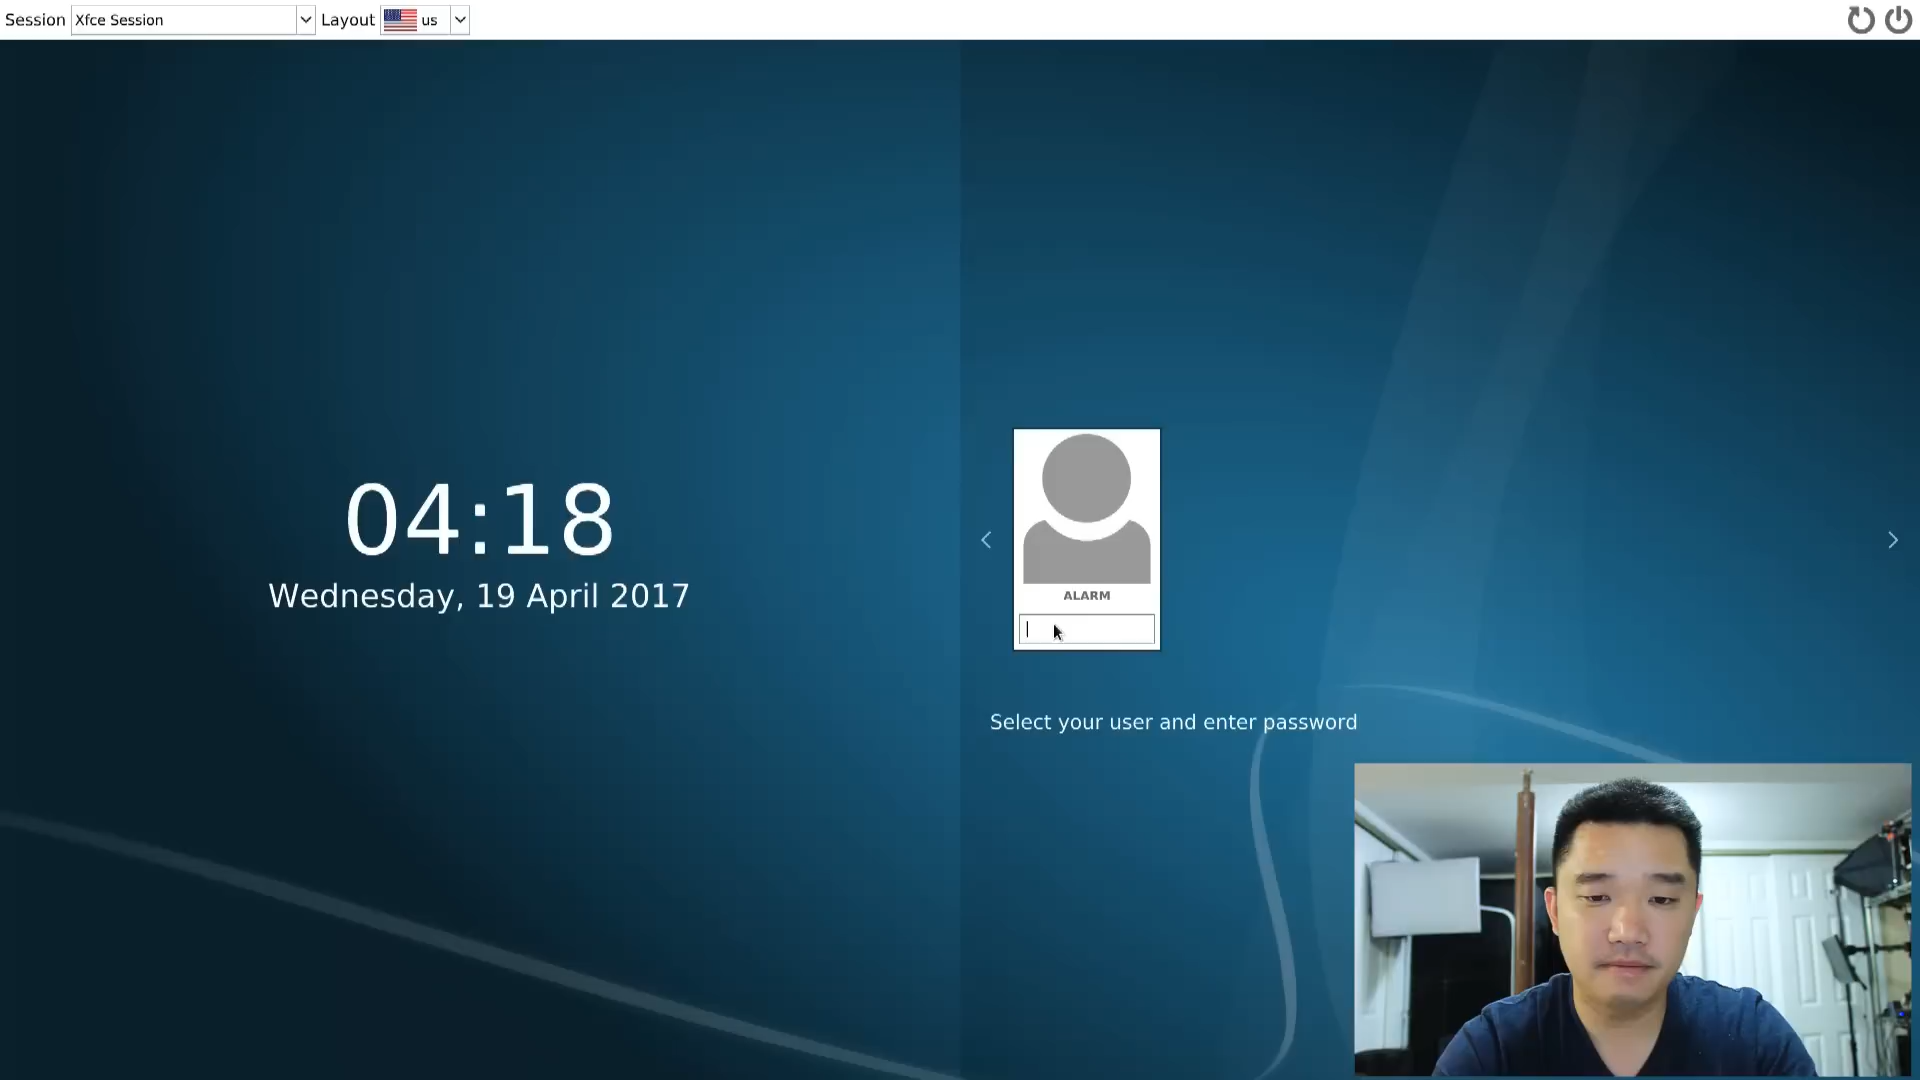 Session Xfce Session Layout us
04:18
Wednesday, 19 April 2017
ALARM
Select your user and enter password